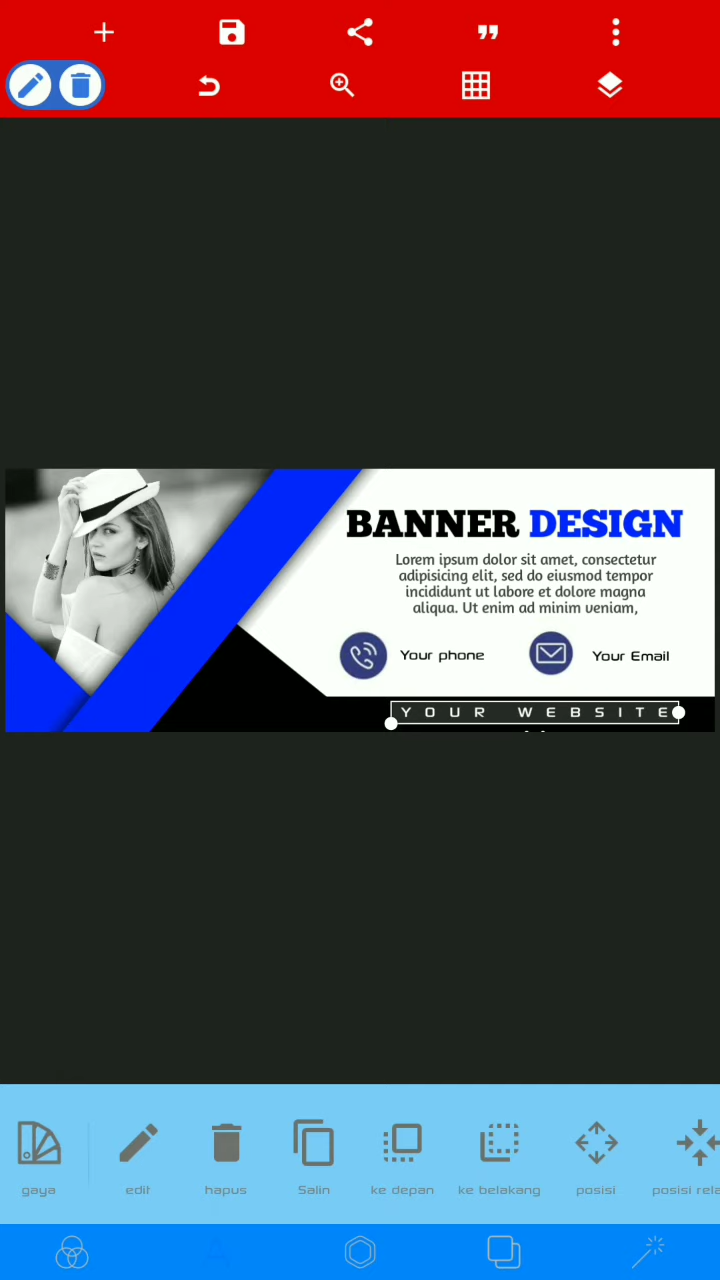 BANNER DESIGN
Lorem ipsum dolor sit amet, consectetur
adipisicing elit, sed do eiusmod tempor
incididunt ut labore et dolore magna
aliqua. Ut enim ad minim veniam,
Your phone
Your Email
YOUR WEBSITE
gaya
edit
hapus
Salin
ke depan
ke belakang
posisi
posisi rela